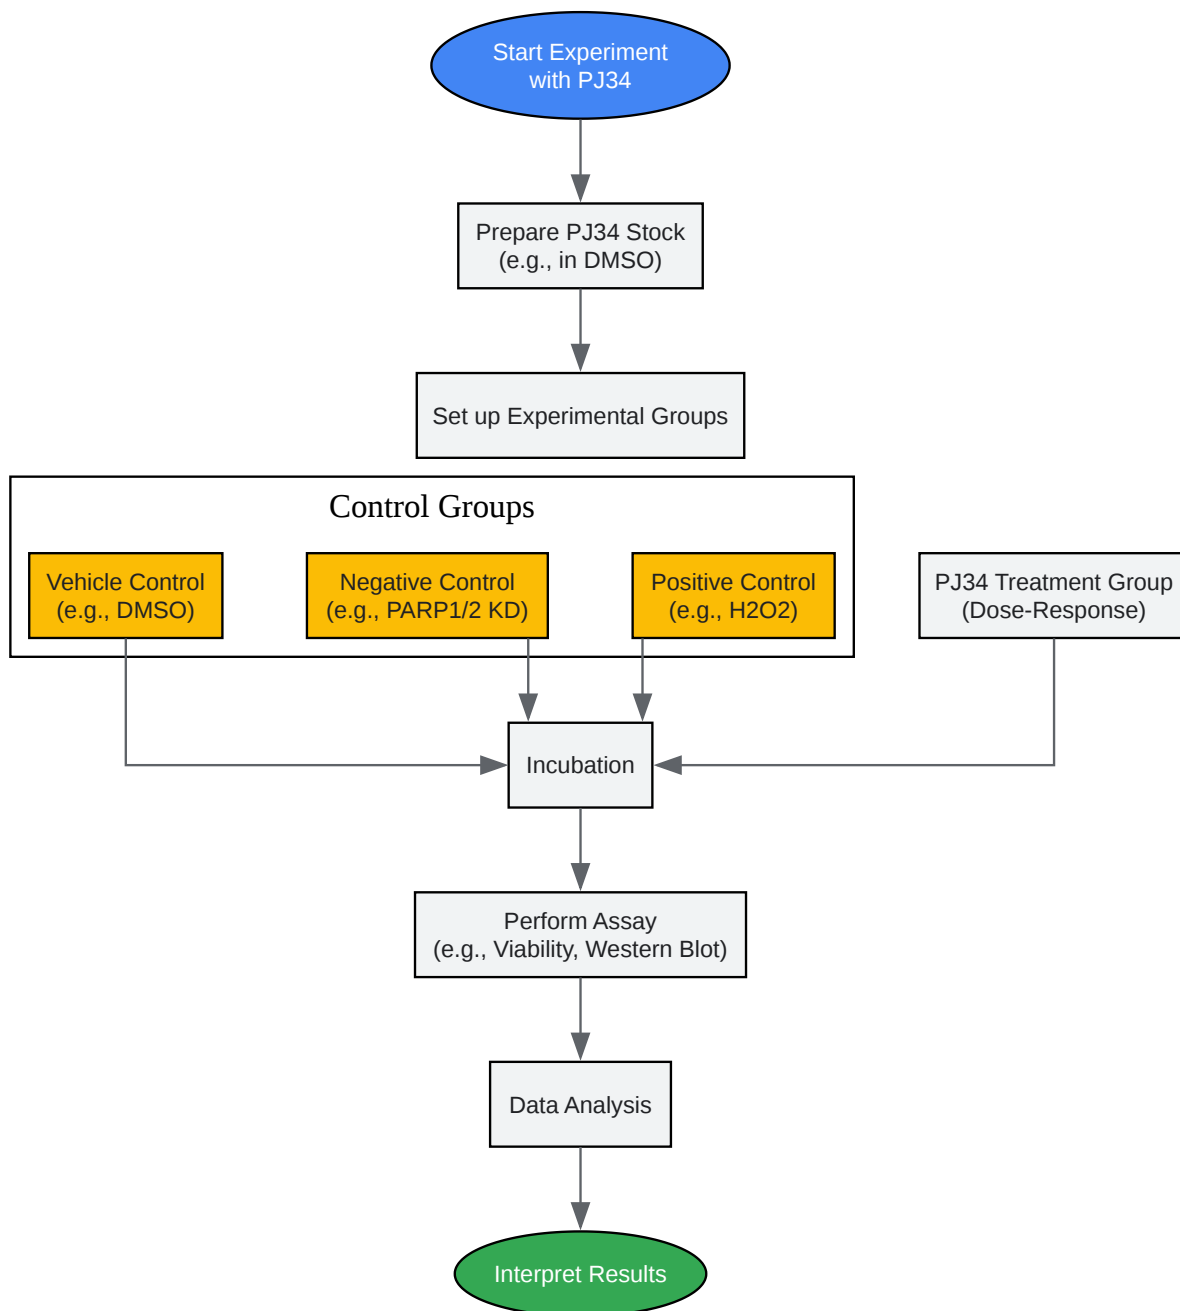 Start Experiment
with PJ34
Prepare PJ34 Stock
(e.g., in DMSO)
Set up Experimental Groups
Control Groups
Vehicle Control
(e.g., DMSO)
Negative Control
(e.g., PARP1/2 KD)
Positive Control
(e.g., H2O2)
PJ34 Treatment Group
(Dose-Response)
Incubation
Perform Assay
(e.g., Viability, Western Blot)
Data Analysis
Interpret Results